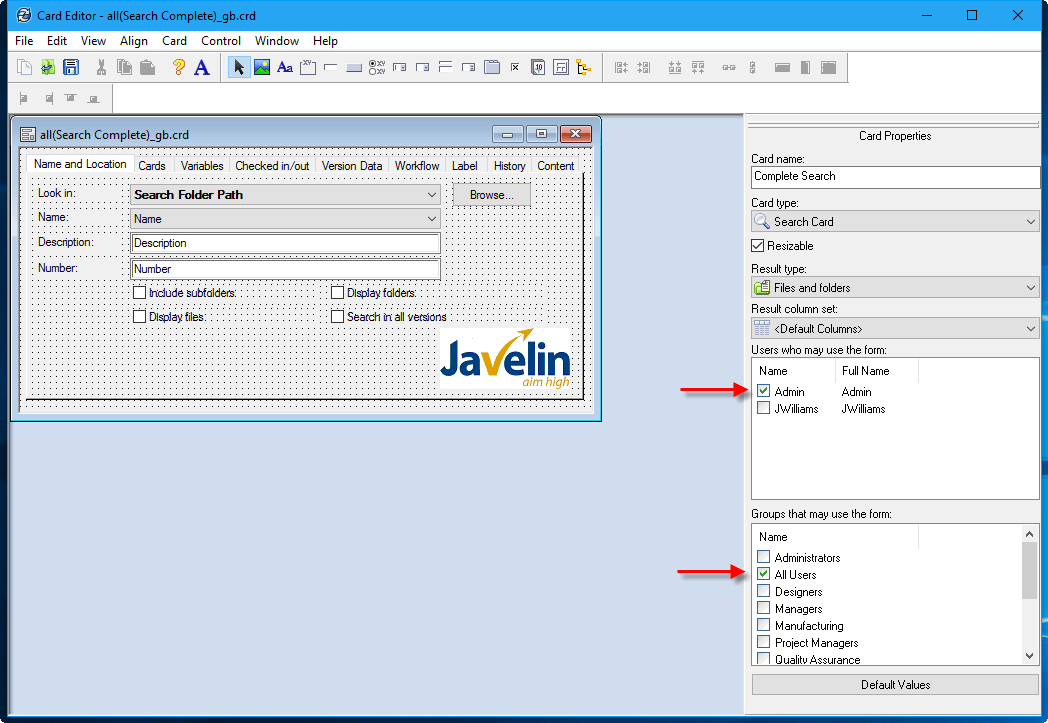 Card Editor - all(Search Complete)_gb.crd
File Edit View Align Card Control Window Help
all(Search Complete)_gb.crd
Name and Location Cards Variables Checked in/out Version Data Workflow Label History Content
Look in: Search Folder Path Browse...
Name: Name
Description: Description
Number: Number
Include subfolders Display folders
Display files Search in all versions
Javelin
aim high
Card Properties
Card name:
Complete Search
Card type:
Search Card
Resizable
Result type:
Files and folders
Result column set:
<Default Columns>
Users who may use the form:
Name Full Name
Admin Admin
JWilliams JWilliams
Groups that may use the form:
Name
Administrators
All Users
Designers
Managers
Manufacturing
Project Managers
Quality Assurance
Default Values